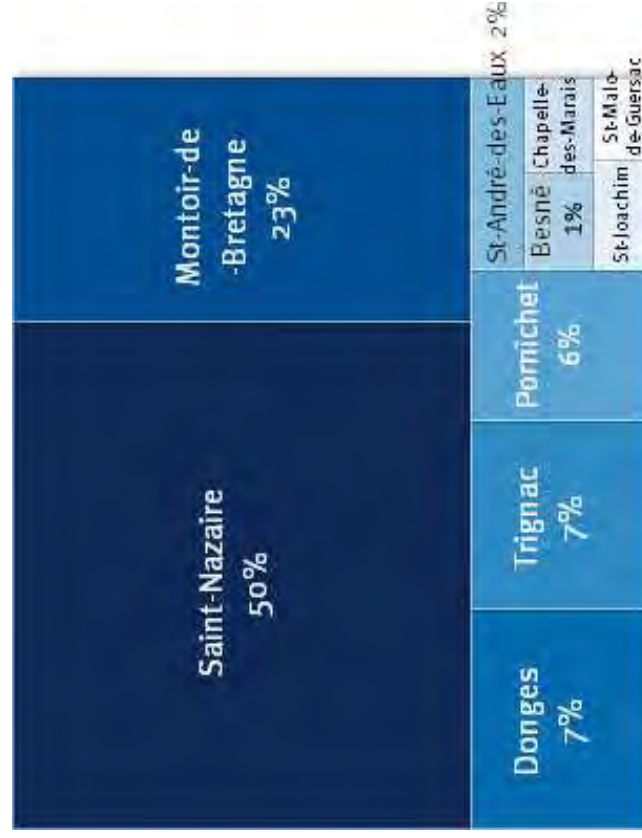 Saint-Nazaire
50%
Montoir-de
-Bretagne
23%
Donges
7%
Trignac
7%
Pornichet
6%
St-André-des-Eaux 2%
Besné
1%
Chapelle-
des-Marais
St-Joachim
St-Malo-
de-Guersac